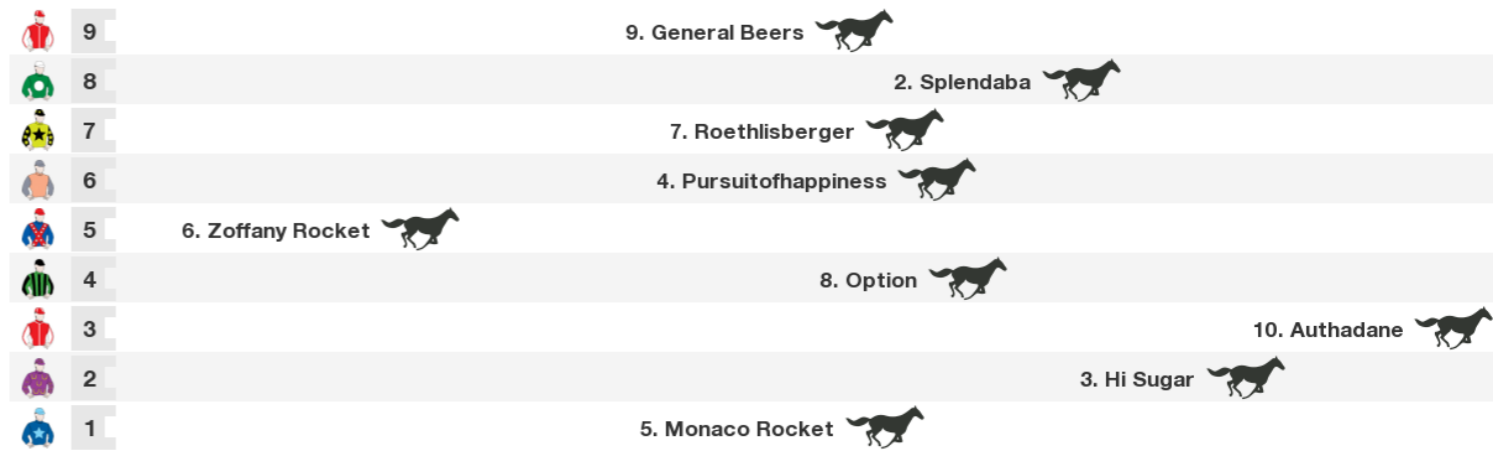 9 9. General Beers
8 2. Splendaba
7 7. Roethlisberger
6 4. Pursuitofhappiness
5 6. Zoffany Rocket
4 8. Option
3 10. Authadane
2 3. Hi Sugar
1 5. Monaco Rocket